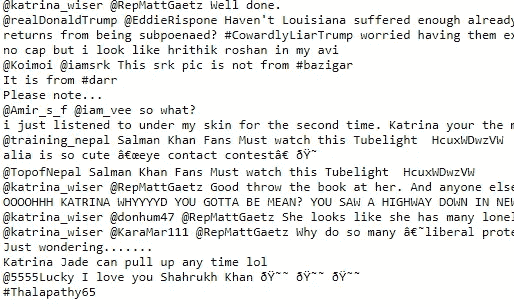 @katrina_wiser @RepMattGaetz Well done.
@realDonaldTrump @EddieRispone Haven't Louisiana suffered enough already
returns from being subpoenaed? #CowardlyLiarTrump worried having them ex
no cap but i look like hrithik roshan in my avi
@Koimoi @iamsrk This srk pic is not from #bazigar
It is from #darr
Please note...
@Amir_s_f @iam_vee so what?
i just listened to under my skin for the second time. Katrina your the m
@training_nepal Salman Khan Fans Must watch this Tubelight  HcuxWDwzVW
alia is so cute â€œeye contact contestâ€ ðŸ˜
@TopofNepal Salman Khan Fans Must watch this Tubelight  HcuxWDwzVW
@katrina_wiser @RepMattGaetz Good throw the book at her. And anyone else
OOOOHHH KATRINA WHYYYYD YOU GOTTA BE MEAN? YOU SAW A HIGHWAY DOWN IN NEW
@katrina_wiser @donhum47 @RepMattGaetz She looks like she has many lonel
@katrina_wiser @KaraMar111 @RepMattGaetz Why do so many â€˜liberal prote
Just wondering.......
Katrina Jade can pull up any time lol
@5555Lucky I love you Shahrukh Khan ðŸ˜˜ ðŸ˜˜ ðŸ˜˜
#Thalapathy65